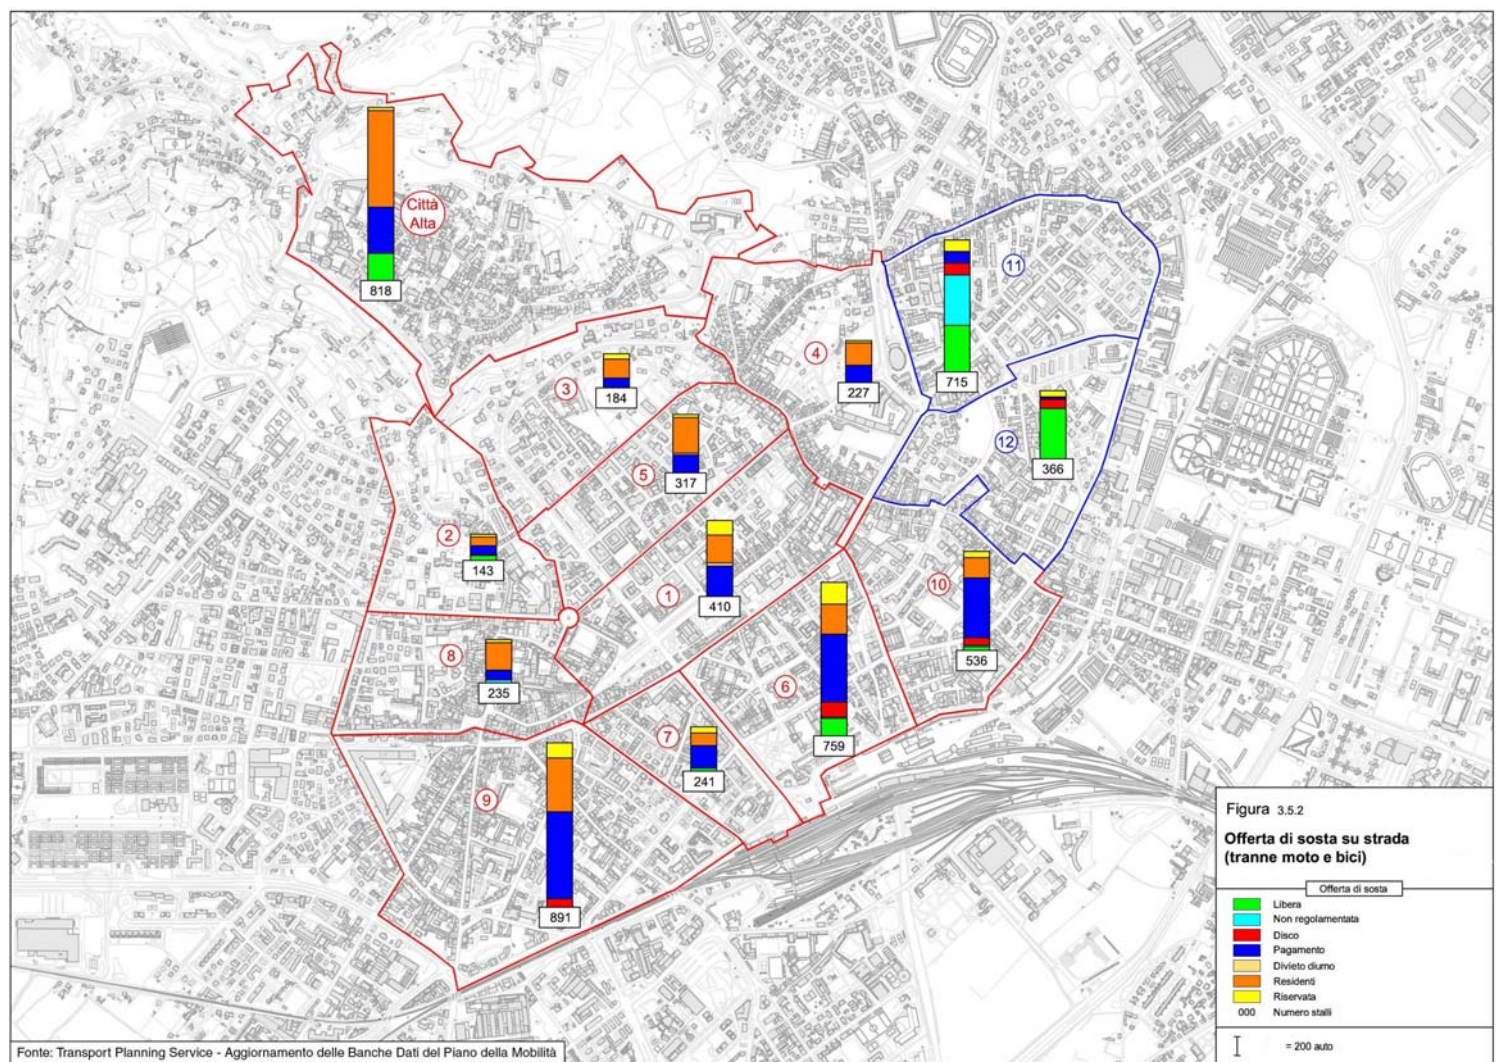 Città
Alta
818
11
3
184
4
227
715
12
366
5
317
2
143
1
410
10
536
8
235
6
759
7
241
9
891
Figura 3.5.2
Offerta di sosta su strada
(tranne moto e bici)
Offerta di sosta
Libera
Non regolamentata
Disco
Pagamento
Divieto diurno
Residenti
Riservata
000 Numero stalli
= 200 auto
Fonte: Transport Planning Service - Aggiornamento delle Banche Dati del Piano della Mobilità